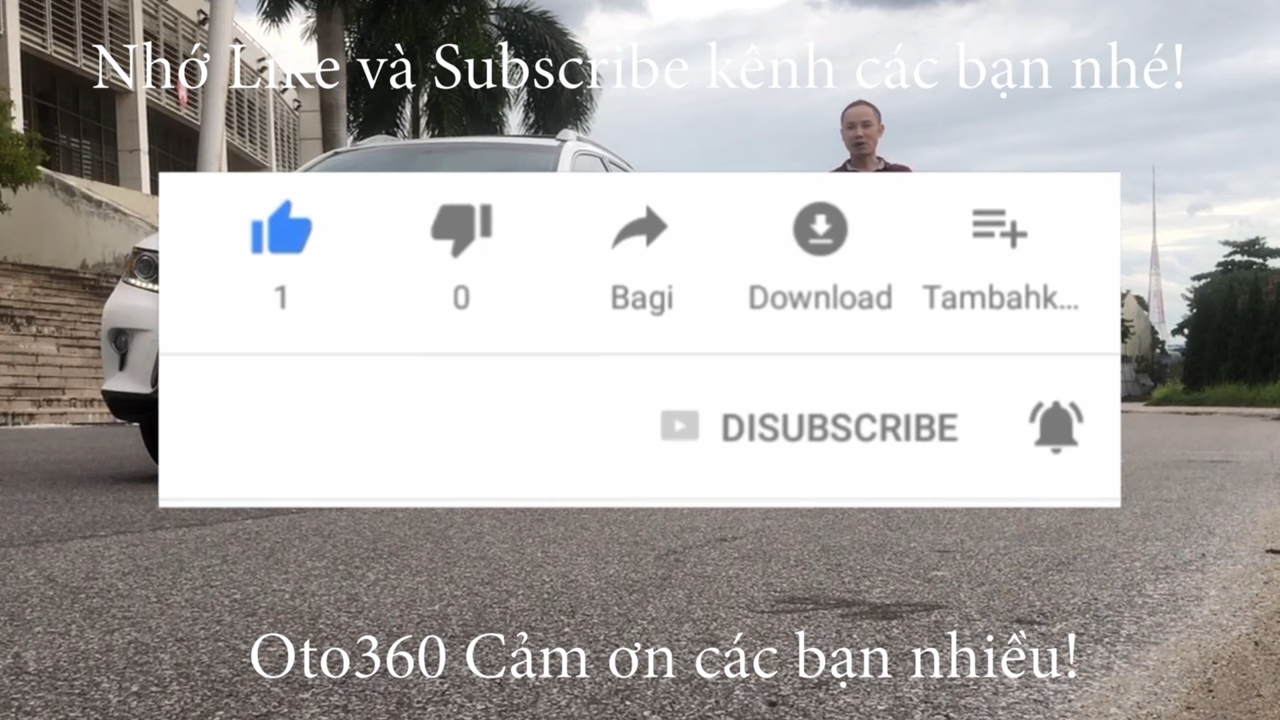 Nhớ Like và Subscribe kênh các bạn nhé!
1 0 Bagi Download Tambahk...
DISUBSCRIBE
Oto360 Cảm ơn các bạn nhiều!